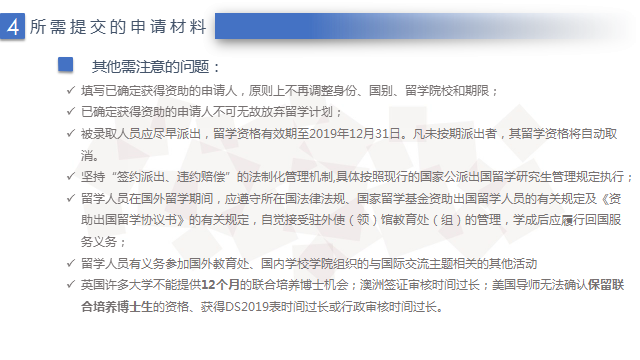 4 所需提交的申请材料
其他需注意的问题：
✓ 填写已确定获得资助的申请人，原则上不再调整身份、国别、留学院校和期限；
✓ 已确定获得资助的申请人不可无故放弃留学计划；
✓ 被录取人员应尽早派出，留学资格有效期至2019年12月31日。凡未按期派出者，其留学资格将自动取
消。
✓ 坚持“签约派出、违约赔偿”的法制化管理机制,具体按照现行的国家公派出国留学研究生管理规定执行；
✓ 留学人员在国外留学期间，应遵守所在国法律法规、国家留学基金资助出国留学人员的有关规定及《资
助出国留学协议书》的有关规定，自觉接受驻外使（领）馆教育处（组）的管理，学成后应履行回国服
务义务；
✓ 留学人员有义务参加国外教育处、国内学校学院组织的与国际交流主题相关的其他活动
✓ 英国许多大学不能提供12个月的联合培养博士机会；澳洲签证审核时间过长；美国导师无法确认保留联
合培养博士生的资格、获得DS2019表时间过长或行政审核时间过长。